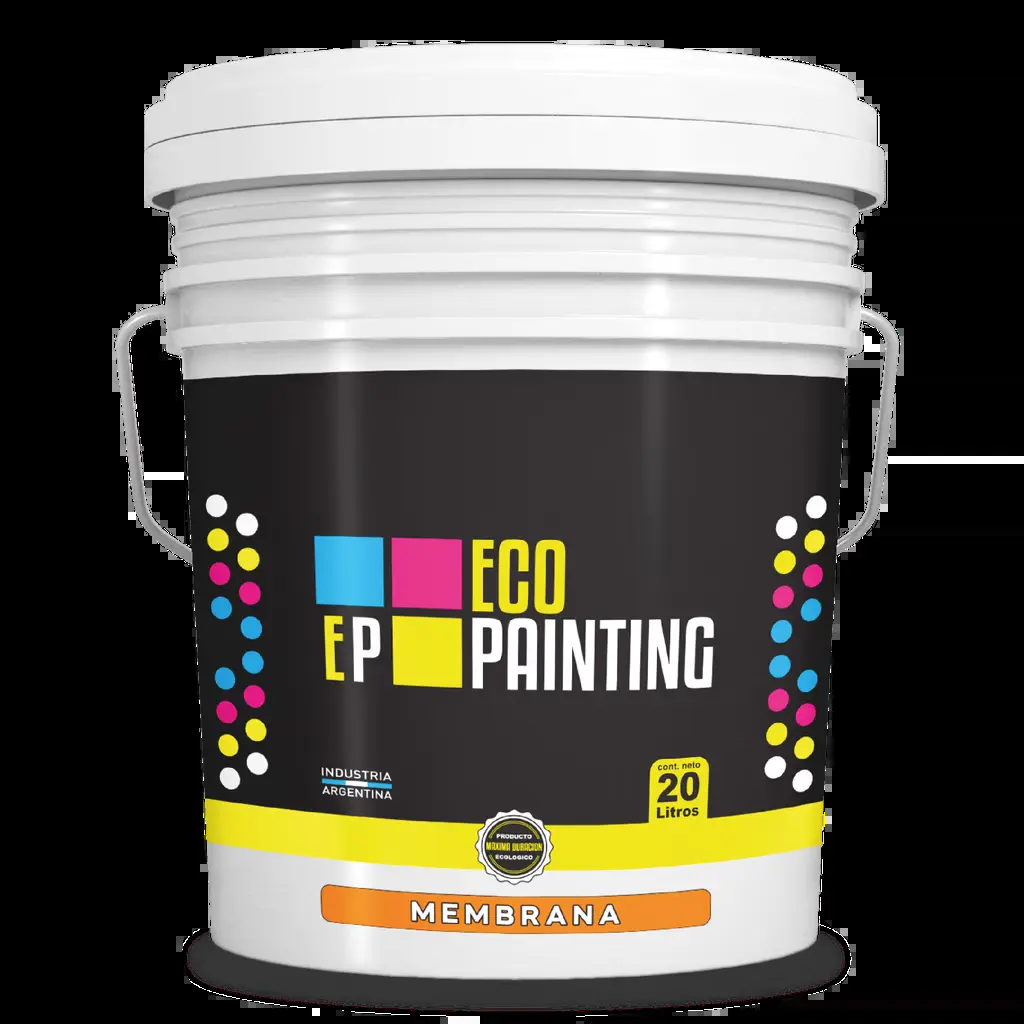 ECO
EP PAINTING
INDUSTRIA
ARGENTINA
cont. neto
20
Litros
PRODUCTO
MAXIMA DURACION
ECOLOGICO
MEMBRANA